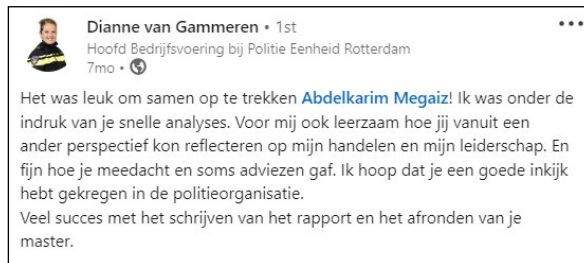 Dianne van Gammeren • 1st
Hoofd Bedrijfsvoering bij Politie Eenheid Rotterdam
7mo •
Het was leuk om samen op te trekken Abdelkarim Megaiz! Ik was onder de
indruk van je snelle analyses. Voor mij ook leerzaam hoe jij vanuit een
ander perspectief kon reflecteren op mijn handelen en mijn leiderschap. En
fijn hoe je meedacht en soms adviezen gaf. Ik hoop dat je een goede inkijk
hebt gekregen in de politieorganisatie.
Veel succes met het schrijven van het rapport en het afronden van je
master.